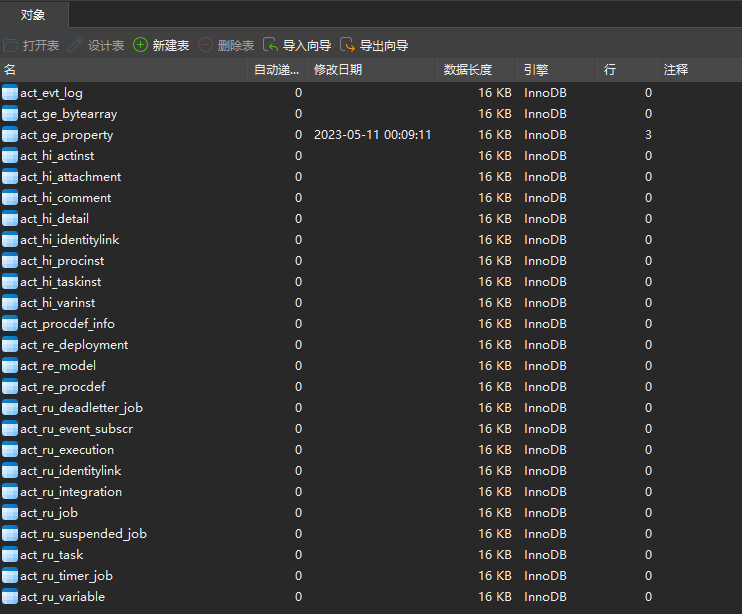 对象
打开表 设计表 新建表 删除表 导入向导 导出向导
名 自动递... 修改日期 数据长度 引擎 行 注释
act_evt_log 0 16 KB InnoDB 0
act_ge_bytearray 0 16 KB InnoDB 0
act_ge_property 0 2023-05-11 00:09:11 16 KB InnoDB 3
act_hi_actinst 0 16 KB InnoDB 0
act_hi_attachment 0 16 KB InnoDB 0
act_hi_comment 0 16 KB InnoDB 0
act_hi_detail 0 16 KB InnoDB 0
act_hi_identitylink 0 16 KB InnoDB 0
act_hi_procinst 0 16 KB InnoDB 0
act_hi_taskinst 0 16 KB InnoDB 0
act_hi_varinst 0 16 KB InnoDB 0
act_procdef_info 0 16 KB InnoDB 0
act_re_deployment 0 16 KB InnoDB 0
act_re_model 0 16 KB InnoDB 0
act_re_procdef 0 16 KB InnoDB 0
act_ru_deadletter_job 0 16 KB InnoDB 0
act_ru_event_subscr 0 16 KB InnoDB 0
act_ru_execution 0 16 KB InnoDB 0
act_ru_identitylink 0 16 KB InnoDB 0
act_ru_integration 0 16 KB InnoDB 0
act_ru_job 0 16 KB InnoDB 0
act_ru_suspended_job 0 16 KB InnoDB 0
act_ru_task 0 16 KB InnoDB 0
act_ru_timer_job 0 16 KB InnoDB 0
act_ru_variable 0 16 KB InnoDB 0